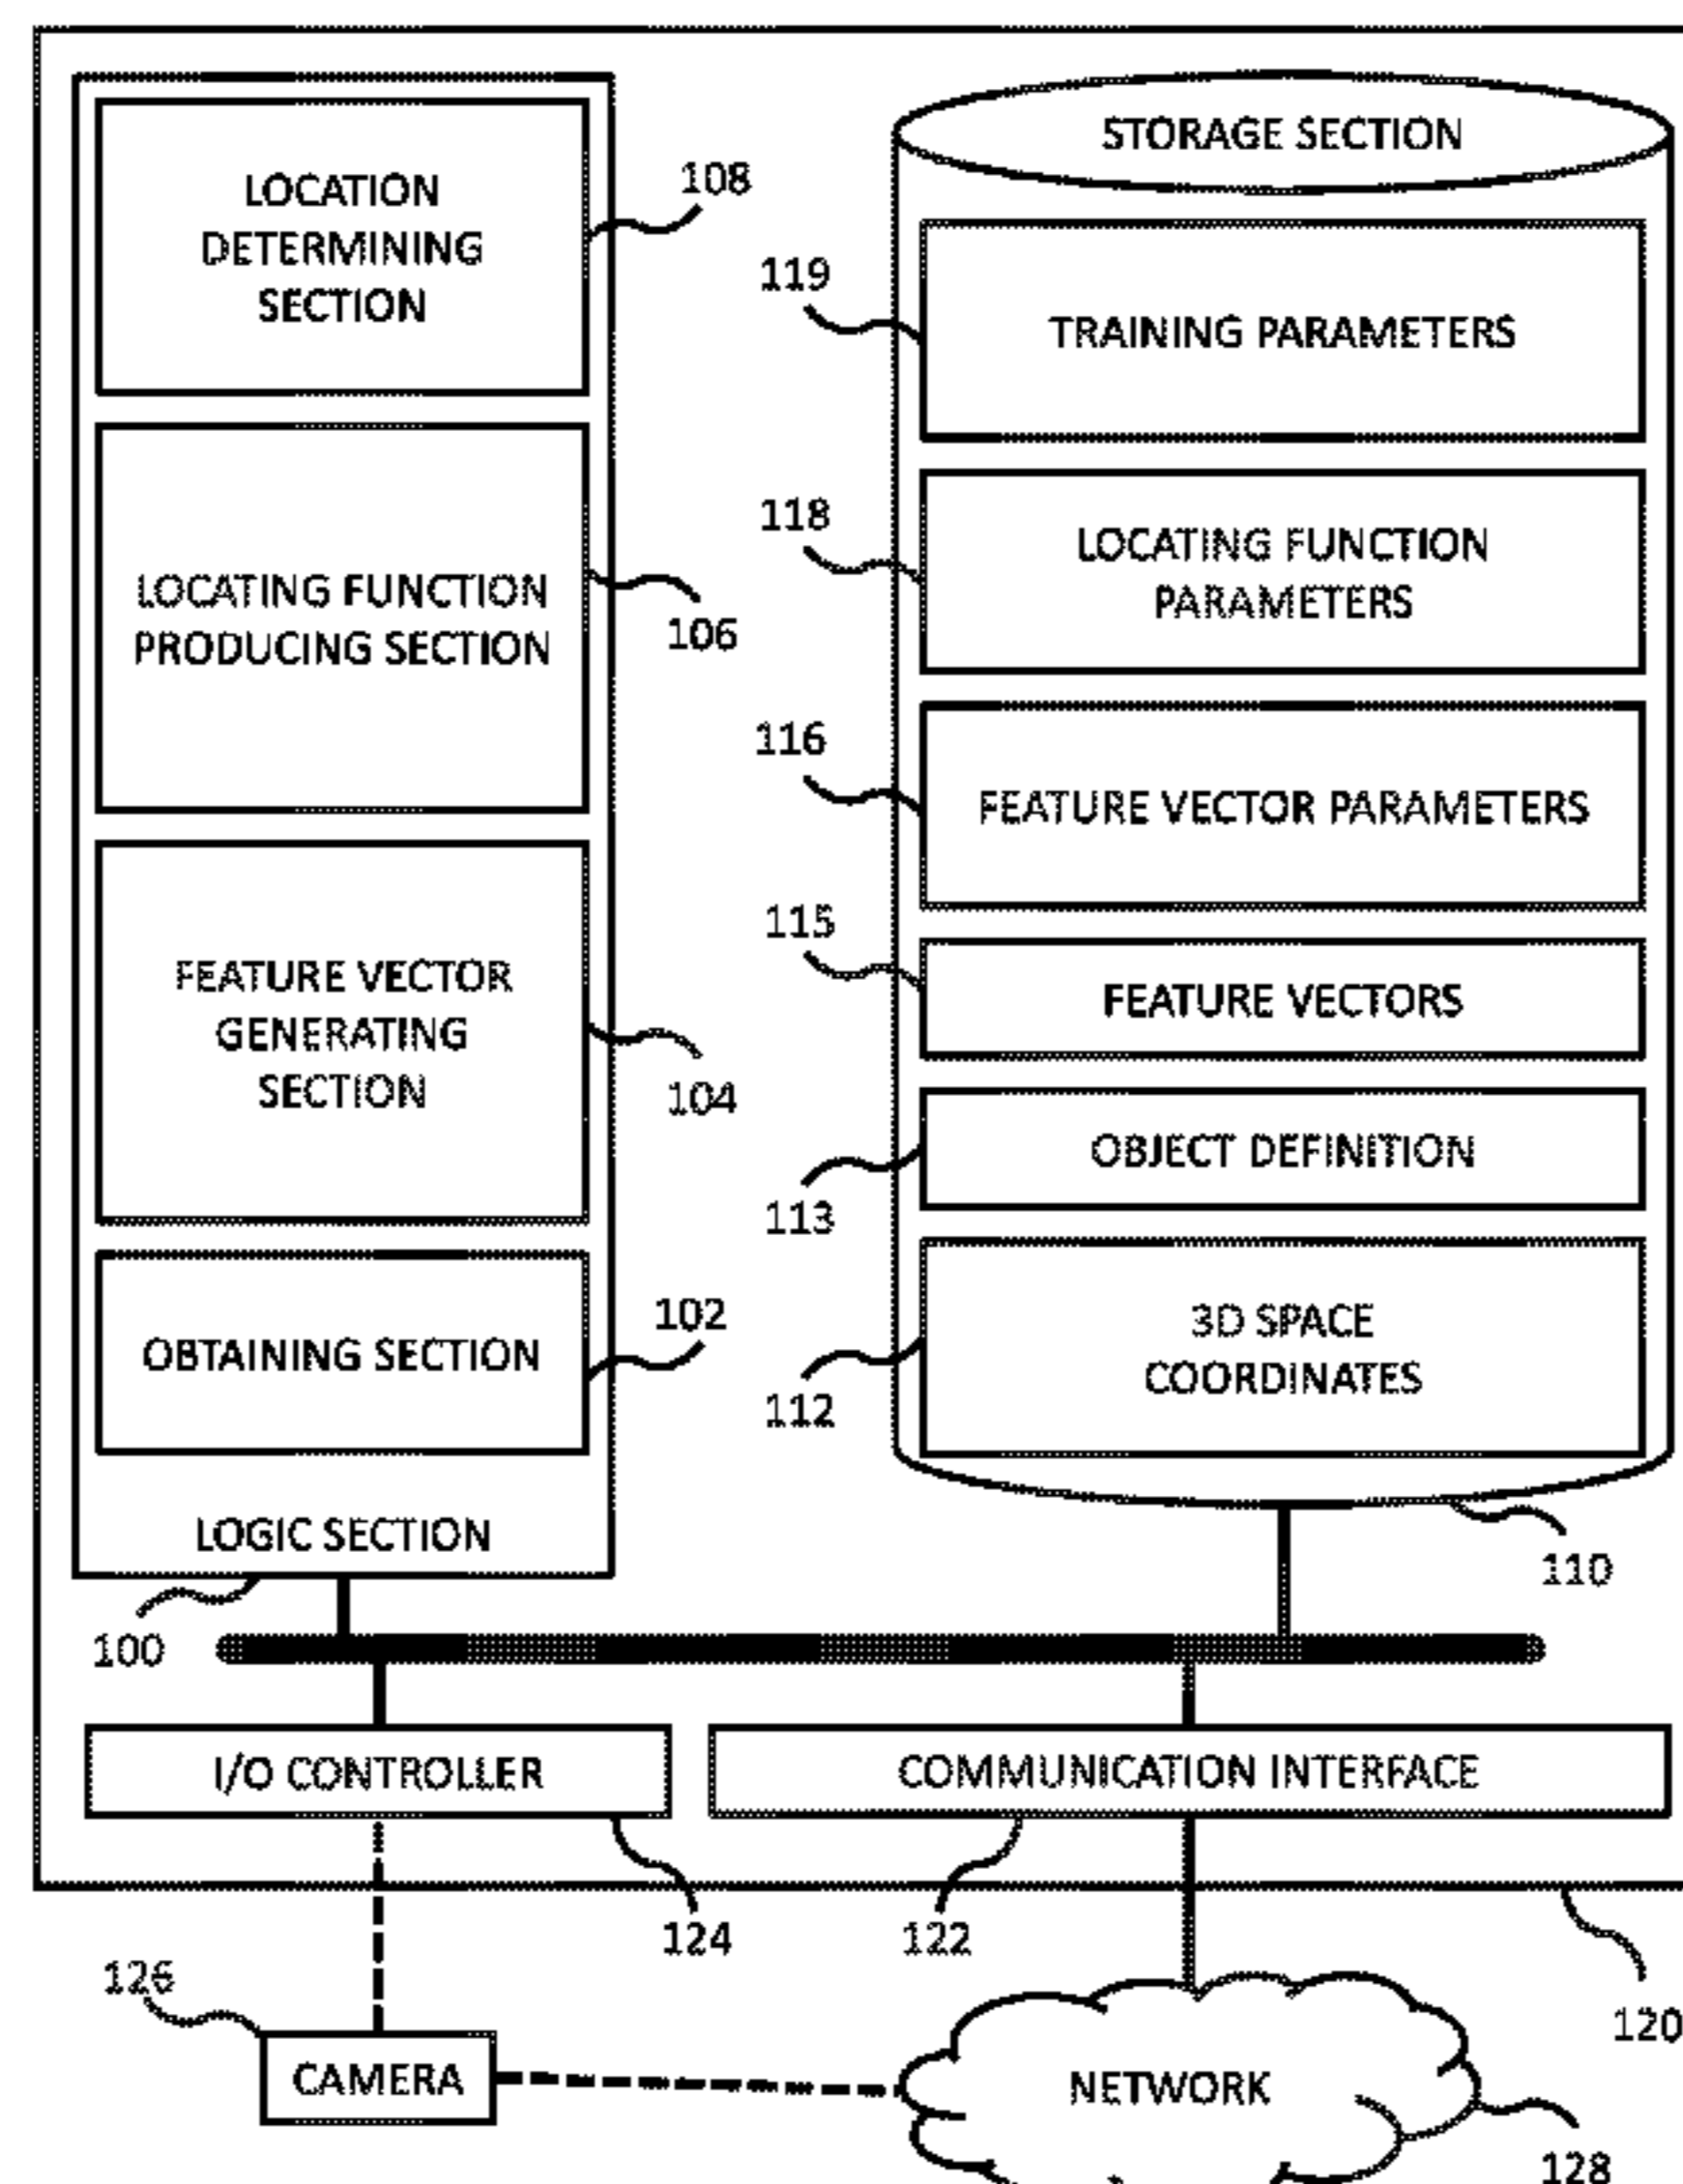 LOCATION
DETERMINING
SECTION
108
LOCATING FUNCTION
PRODUCING SECTION
106
FEATURE VECTOR
GENERATING
SECTION
104
OBTAINING SECTION
102
LOGIC SECTION
100
STORAGE SECTION
119
TRAINING PARAMETERS
118
LOCATING FUNCTION
PARAMETERS
116
FEATURE VECTOR PARAMETERS
115
FEATURE VECTORS
OBJECT DEFINITION
113
3D SPACE
COORDINATES
112
110
I/O CONTROLLER
COMMUNICATION INTERFACE
124
122
120
126
CAMERA
NETWORK
128